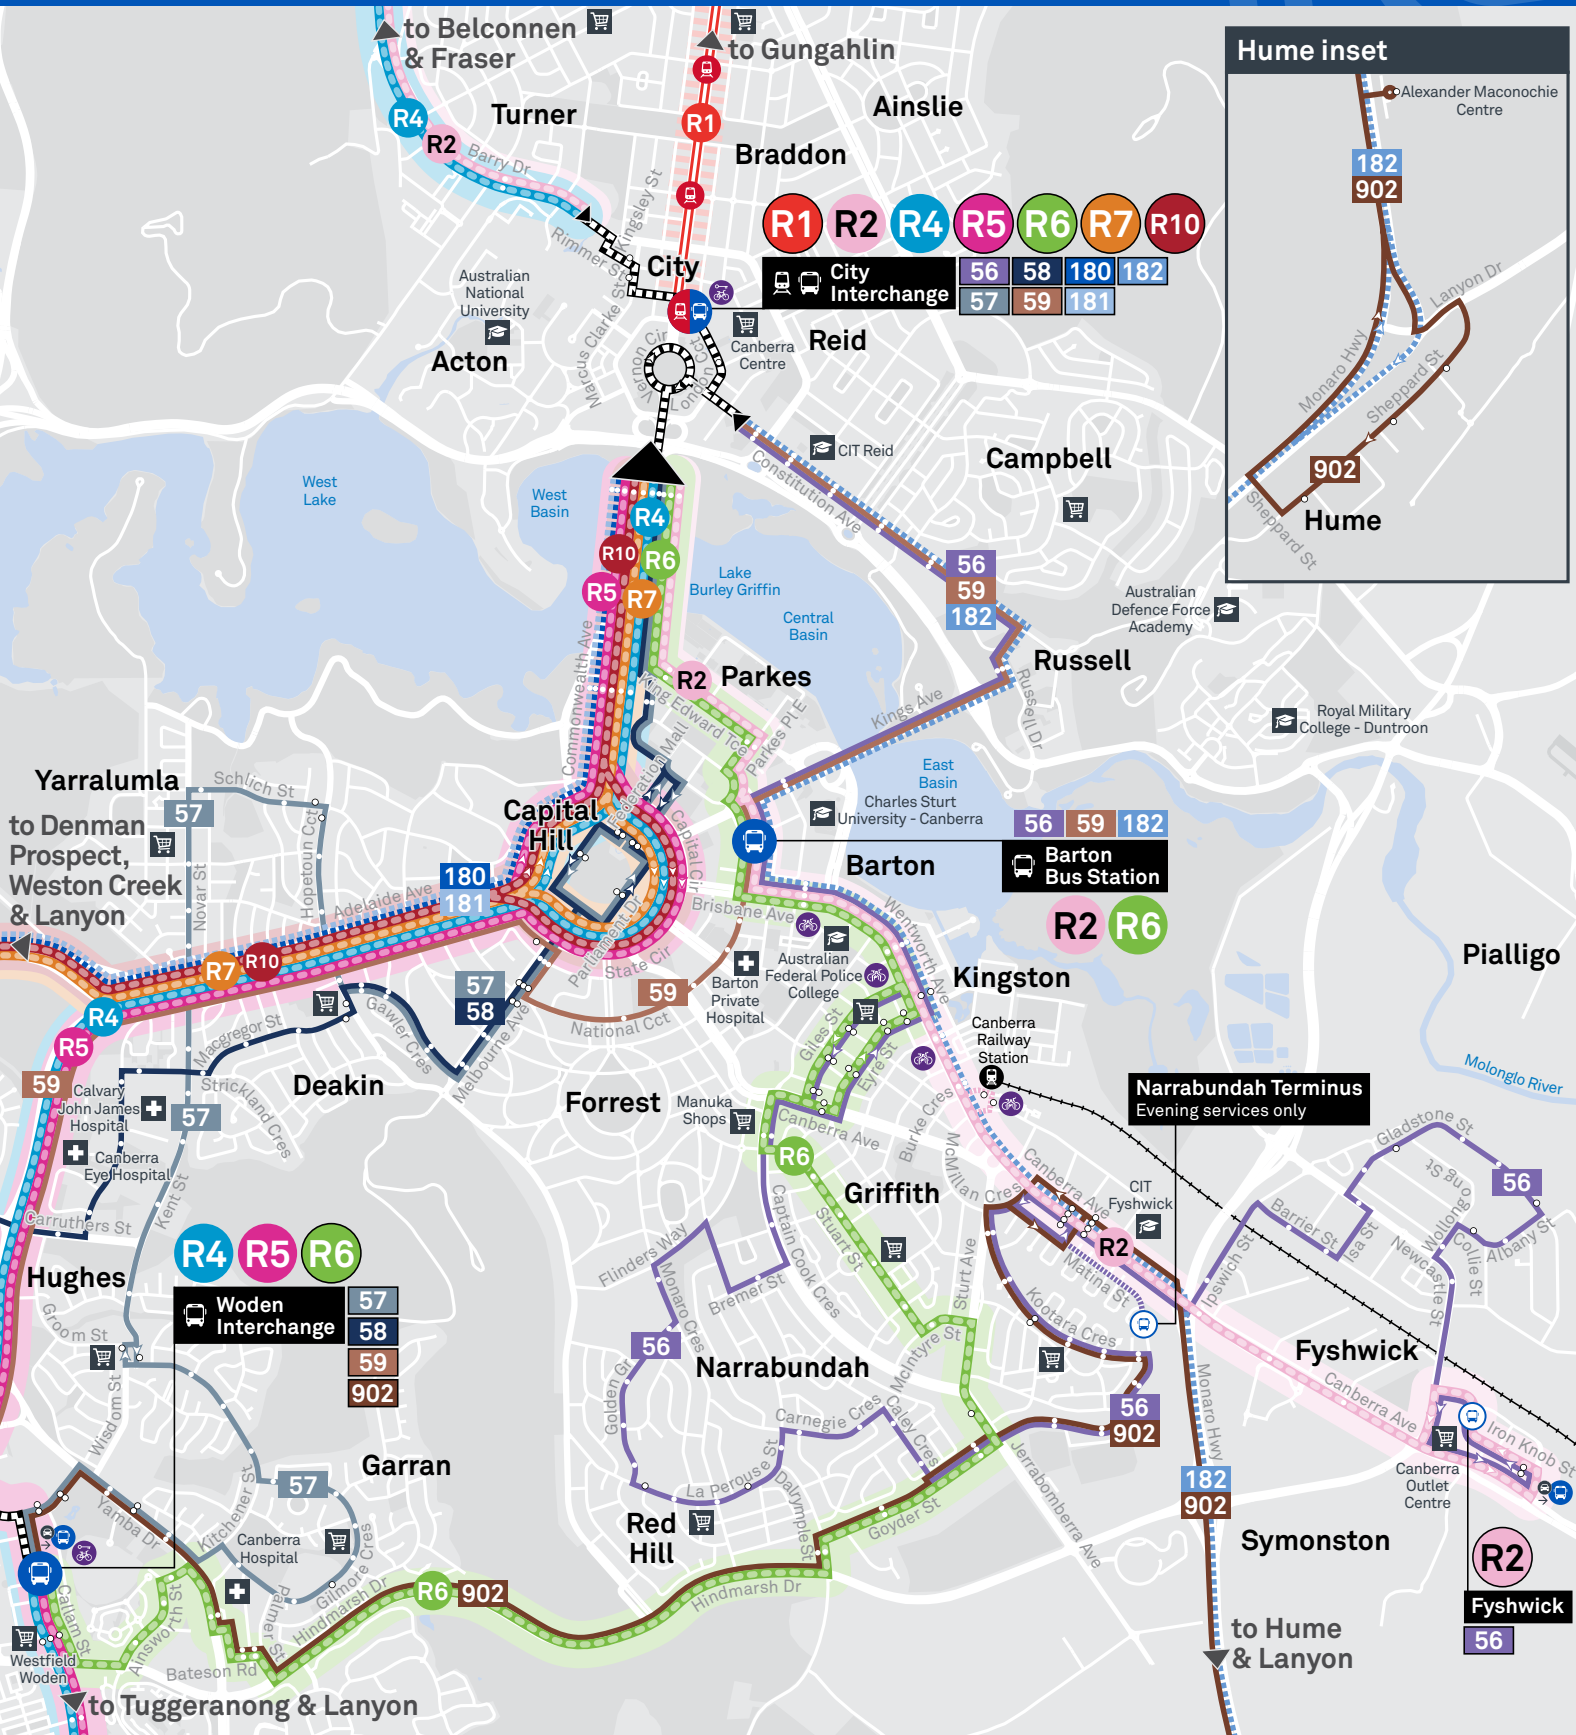 to Belconnen
& Fraser
to Gungahlin
Hume inset
Alexander Maconochie
Centre
182
902
Lanyon Dr
Monaro Hwy
Sheppard St
902
Sheppard St
Hume
R4
R2
Turner
Barry Dr
R1
Ainslie
Braddon
Kingsley St
Rimmer St
City
R1
R2
R4
R5
R6
R7
R10
City
Interchange
56
58
180
182
57
59
181
Australian
National
University
Acton
Marcus Clarke St
Vernon Cir
London Cct
Canberra
Centre
Reid
CIT Reid
Constitution Ave
Campbell
West
Lake
West
Basin
R4
R10
R6
R5
R7
Lake
Burley Griffin
Central
Basin
56
59
182
Australian
Defence Force
Academy
Russell
Russell Dr
Kings Ave
Royal Military
College - Duntroon
Commonwealth Ave
R2
Parkes
King Edward Tce
Parkes PLE
Federation Mall
East
Basin
Charles Sturt
University - Canberra
Yarralumla
Schlich St
57
to Denman
Prospect,
Weston Creek
& Lanyon
Novar St
Hopetoun Cct
Adelaide Ave
180
181
Capital
Hill
Capital Cir
Parliament Dr
State Cir
Barton
56
59
182
Barton
Bus Station
R2
R6
Brisbane Ave
Wentworth Ave
R7
R10
R4
R5
57
58
59
National Cct
Melbourne Ave
Gawler Cres
Macgregor St
Strickland Cres
Deakin
Barton
Private
Hospital
Australian
Federal Police
College
Kingston
Pialligo
Canberra
Railway
Station
Giles St
Eyre St
Forrest
Manuka
Shops
Canberra Ave
Burke Cres
McMillan Cres
Molonglo River
Narrabundah Terminus
Evening services only
59
Calvary
John James
Hospital
57
Canberra
Eye Hospital
Carruthers St
Kent St
R6
Griffith
Captain Cook Cres
Stuart St
Sturt Ave
Canberra Ave
CIT
Fyshwick
R2
Matina St
Kootara Cres
Gladstone St
Wollongong St
56
Barrier St
Isa St
Albany St
Collie St
Newcastle St
Ipswich St
Hughes
R4
R5
R6
Woden
Interchange
57
58
59
902
Groom St
Wisdom St
Flinders Way
Monaro Cres
Bremer St
56
Narrabundah
Golden Gr
McIntyre St
Carnegie Cres
Caley Cres
La Perouse St
Dalrymple St
Goyder St
Jerrabomberra Ave
56
902
Monaro Hwy
182
902
Fyshwick
Canberra Ave
Iron Knob St
Canberra
Outlet
Centre
R2
Fyshwick
56
Symonston
Garran
57
Yamba Dr
Kitchener St
Canberra
Hospital
Gilmore Cres
Palmer St
Hindmarsh Dr
R6
902
Hindmarsh Dr
Red
Hill
Callam St
Ainsworth St
Bateson Rd
Westfield
Woden
to Tuggeranong & Lanyon
to Hume
& Lanyon